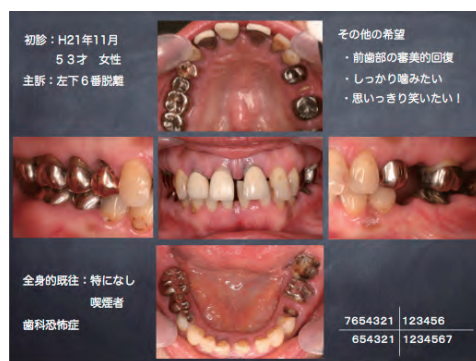 初診：H21年11月
５３才　女性
主訴：左下６番脱離
その他の希望
・前歯部の審美的回復
・しっかり噛みたい
・思いっきり笑いたい！
全身的既往：特になし
喫煙者
歯科恐怖症
7654321 123456
654321 1234567